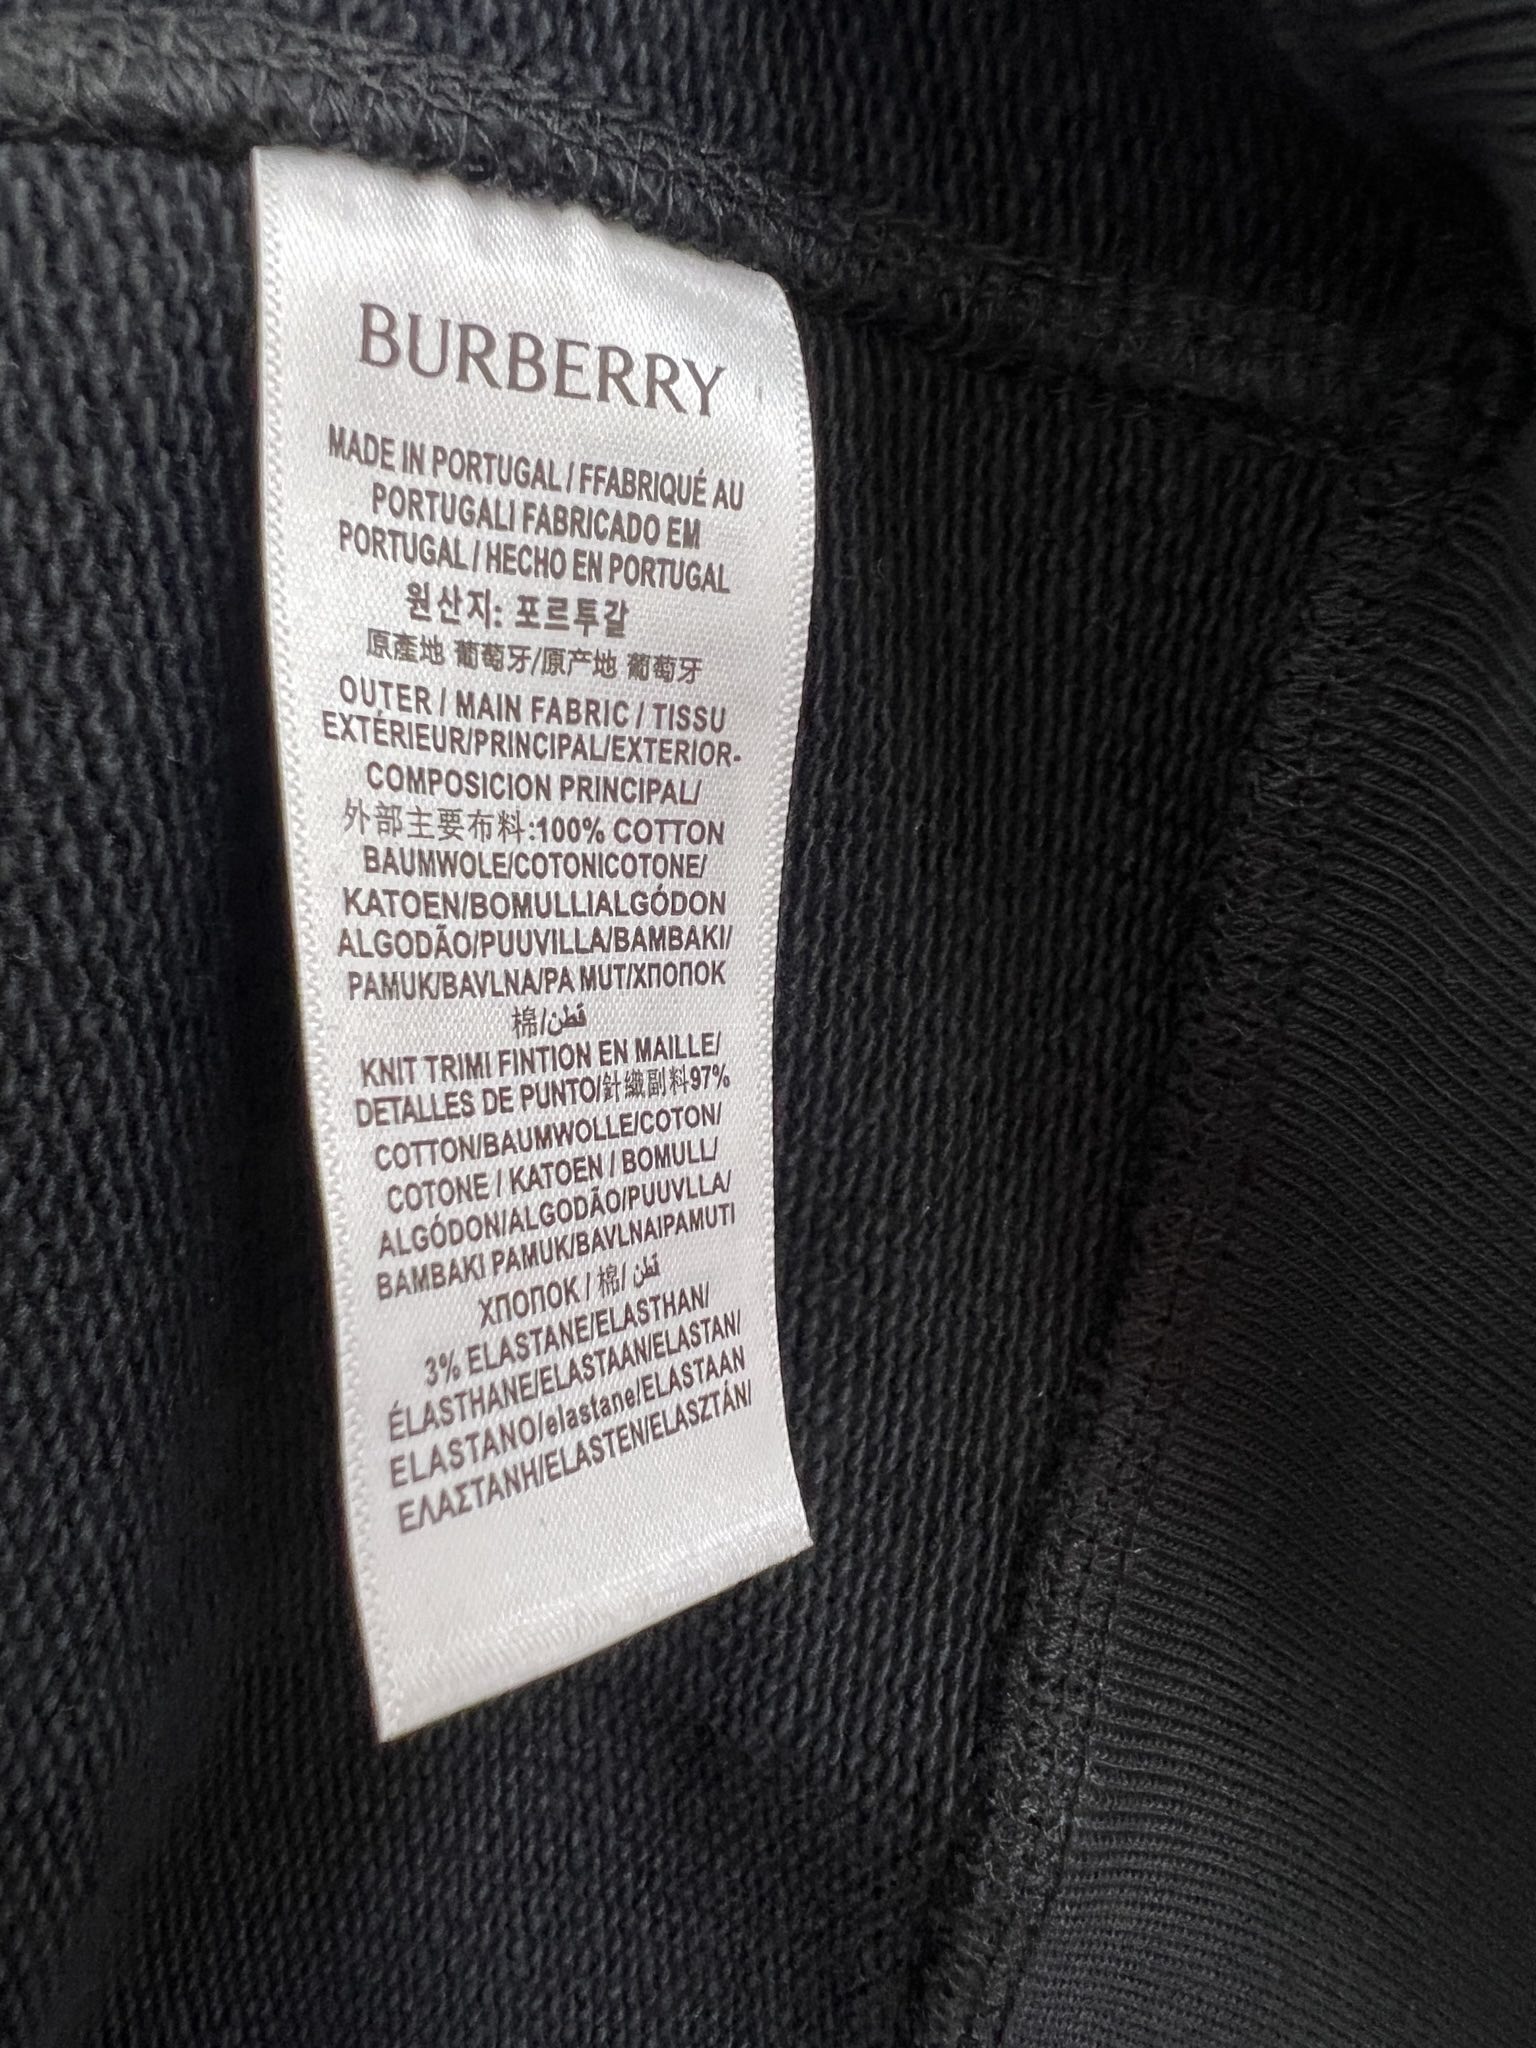 BURBERRY
MADE IN PORTUGAL / FFABRIQUÉ AU
PORTUGALI FABRICADO EM
PORTUGAL / HECHO EN PORTUGAL
원산지: 포르투갈
原產地 葡萄牙/原产地 葡萄牙
OUTER / MAIN FABRIC / TISSU
EXTÉRIEUR/PRINCIPAL/EXTERIOR-
COMPOSICION PRINCIPAL/
外部主要布料:100% COTTON
BAUMWOLE/COTONICOTONE/
KATOEN/BOMULLIALGÓDON
ALGODÃO/PUUVILLA/BAMBAKI/
PAMUK/BAVLNA/PA MUT/ХПОПОК
棉/قطن
KNIT TRIMI FINTION EN MAILLE/
DETALLES DE PUNTO/針織副料97%
COTTON/BAUMWOLLE/COTON/
COTONE / KATOEN / BOMULL/
ALGÓDON/ALGODÃO/PUUVLLA/
BAMBAKI PAMUK/BAVLNAIPAMUTI
ХПОПОК / 棉/ قطن
3% ELASTANE/ELASTHAN/
ÉLASTHANE/ELASTAAN/ELASTAN/
ELASTANO/elastane/ELASTAAN
ΕΛΑΣΤΑΝΗ/ELASTEN/ELASZTÁN/